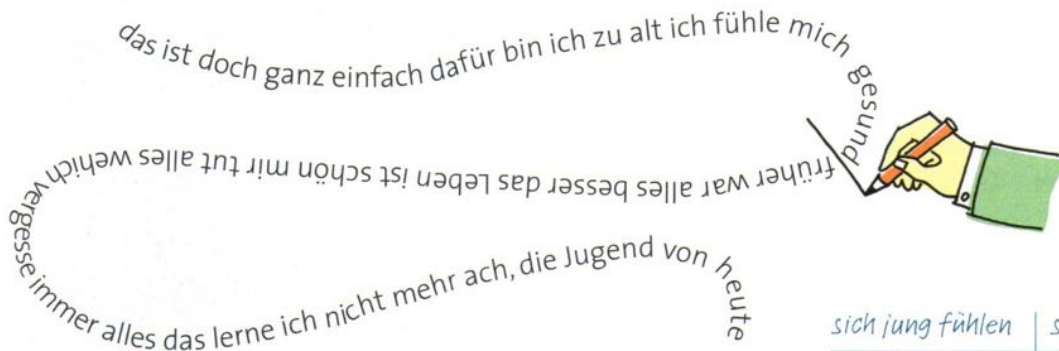 das ist doch ganz einfach dafür bin ich zu alt ich fühle mich gesund
früher war alles besser das Leben ist schön mir tut alles wehich vergesse immer alles das lerne ich nicht mehr ach, die Jugend von heute
sich jung fühlen